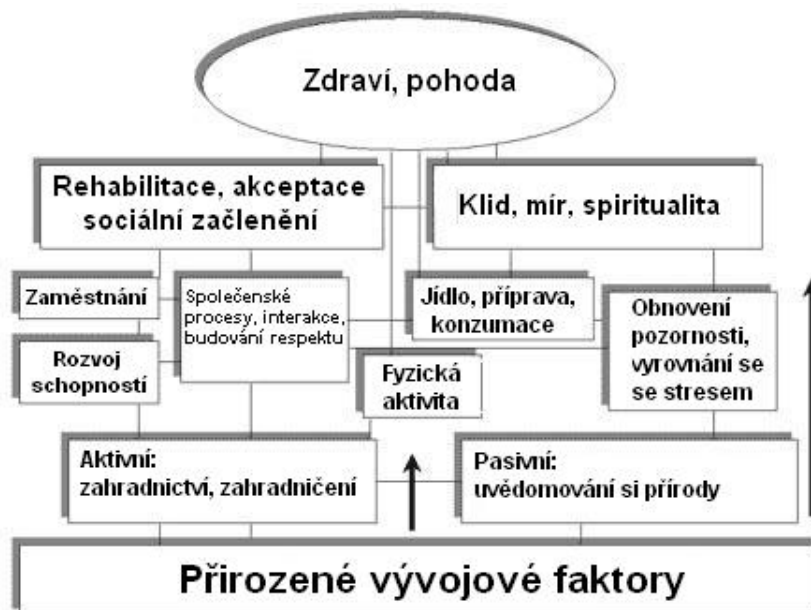 Zdraví, pohoda
Rehabilitace, akceptace
sociální začlenění
Klid, mír, spiritualita
Zaměstnání
Společenské
procesy, interakce,
budování respektu
Jídlo, příprava,
konzumace
Obnovení
pozornosti,
vyrovnání se
se stresem
Rozvoj
schopností
Fyzická
aktivita
Aktivní:
zahradnictví, zahradničení
Pasivní:
uvědomování si přírody
Přirozené vývojové faktory